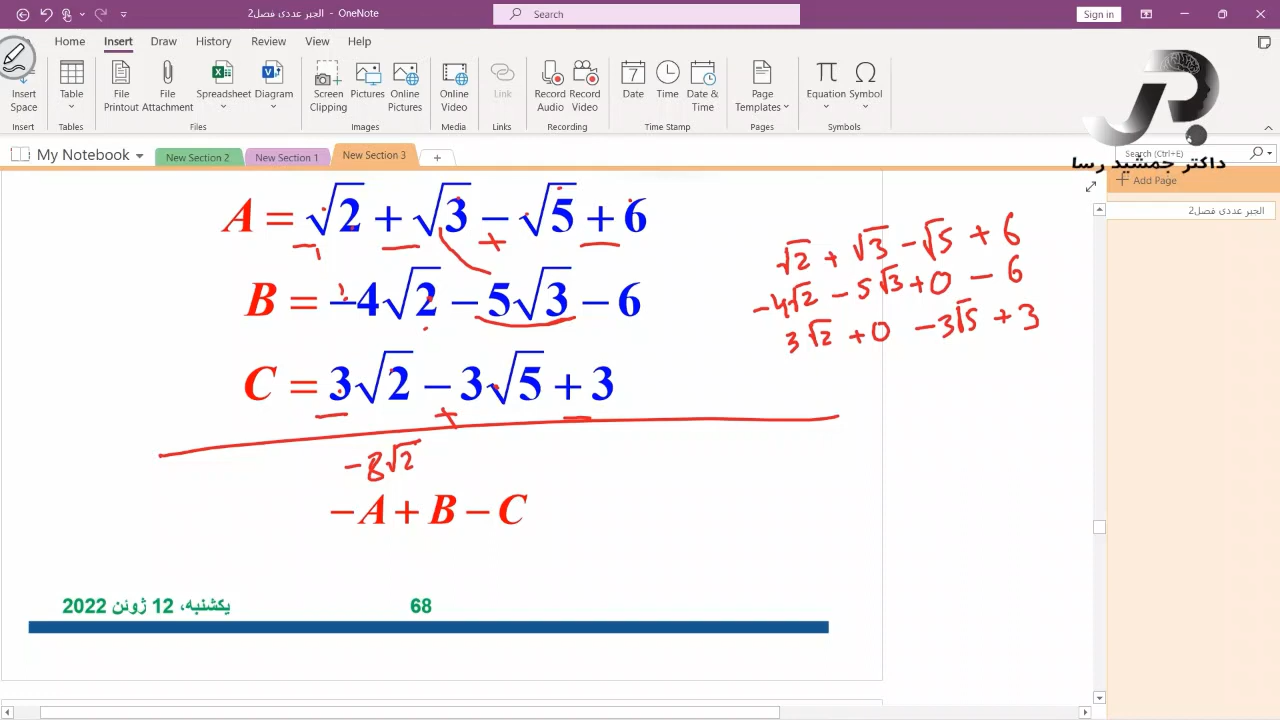 الجبر عددی فصل2 - OneNote
Search
Sign in
Home Insert Draw History Review View Help
Insert Space
Table
File Printout
File Attachment
Spreadsheet
Diagram
Screen Clipping
Pictures
Online Pictures
Online Video
Link
Record Audio
Record Video
Date
Time
Date & Time
Page Templates
Equation
Symbol
Insert Tables Files Images Media Links Recording Time Stamp Pages Symbols
My Notebook New Section 2 New Section 1 New Section 3 +
Search (Ctrl+E)
داکتر جمشید رسا
Add Page
الجبر عددی فصل2
A = √2 + √3 − √5 + 6
B = −4√2 − 5√3 − 6
C = 3√2 − 3√5 + 3
√2 + √3 − √5 + 6
−4√2 − 5√3 + 0 − 6
3√2 + 0 − 3√5 + 3
−8√2
−A + B − C
یکشنبه، 12 ژوئن 2022
68